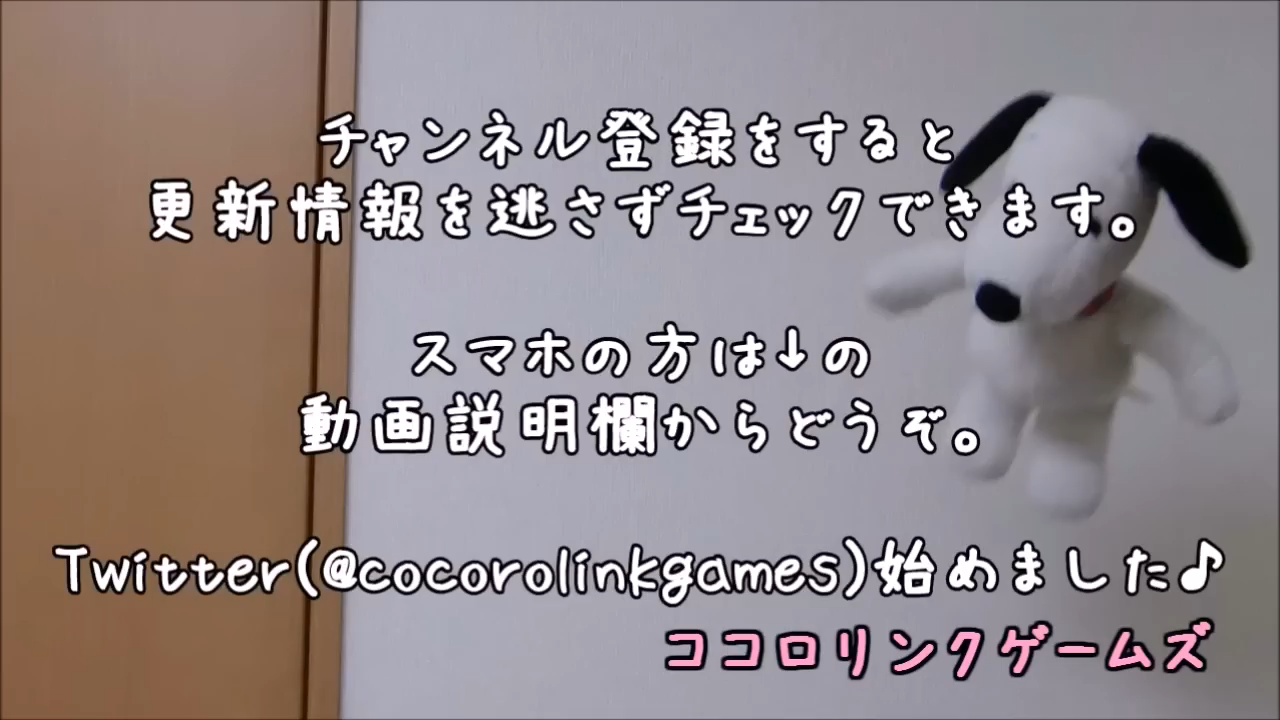 チャンネル登録をすると
更新情報を逃さずチェックできます。
スマホの方は↓の
動画説明欄からどうぞ。
Twitter(@cocorolinkgames)始めました♪
ココロリンクゲームズ